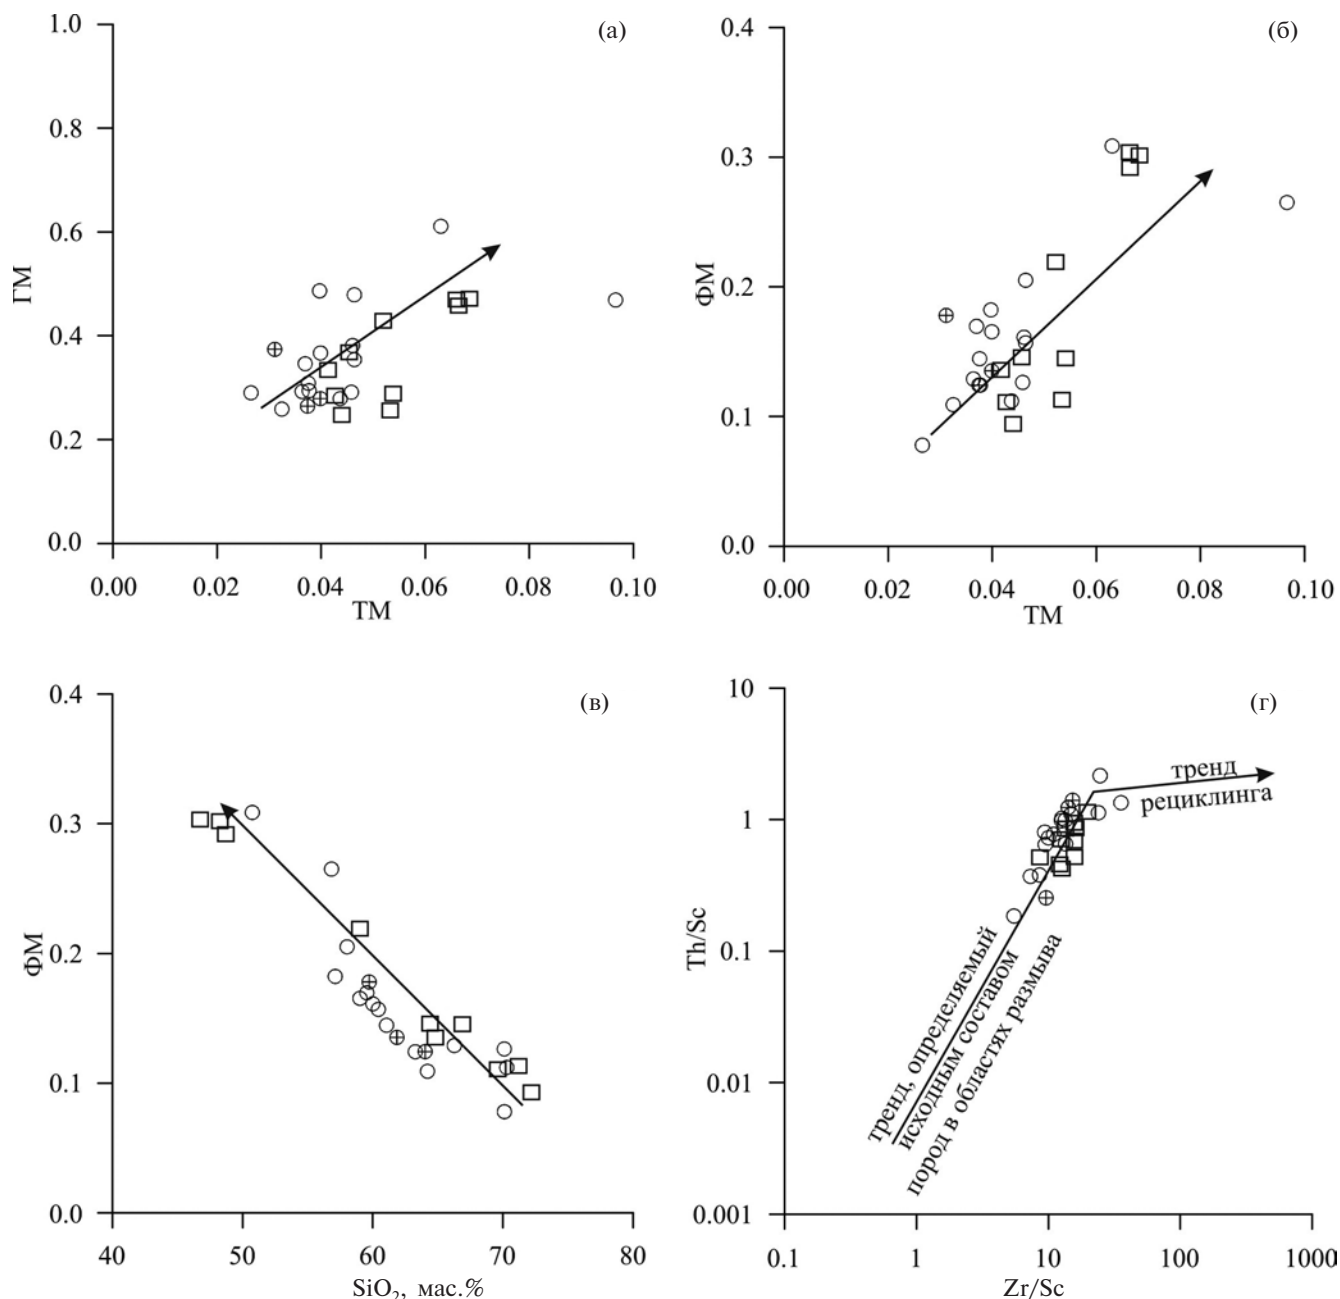 (а)
1.0
0.8
0.6
0.4
0.2
0.0
ГМ
0.00 0.02 0.04 0.06 0.08 0.10
ТМ
(б)
0.4
0.3
0.2
0.1
0.0
ФМ
0.00 0.02 0.04 0.06 0.08 0.10
ТМ
(в)
0.4
0.3
0.2
0.1
0.0
ФМ
40 50 60 70 80
SiO₂, мас.%
(г)
10
1
0.1
0.01
0.001
Th/Sc
тренд
рециклинга
тренд, определяемый
исходным составом
пород в областях размыва
0.1 1 10 100 1000
Zr/Sc